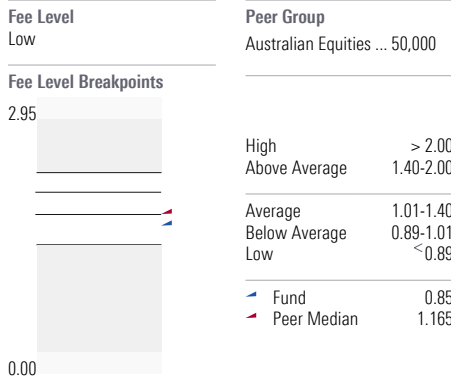 Fee Level
Low
Peer Group
Australian Equities ... 50,000
Fee Level Breakpoints
2.95
0.00
High > 2.00
Above Average 1.40-2.00
Average 1.01-1.40
Below Average 0.89-1.01
Low <0.89
Fund 0.85
Peer Median 1.165